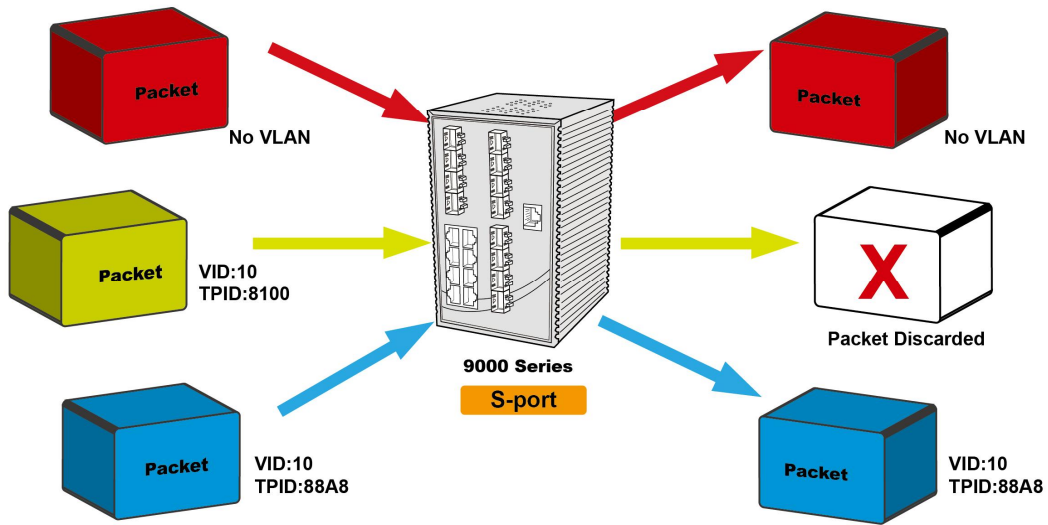 Packet
No VLAN
Packet
No VLAN
Packet
VID:10
TPID:8100
X
Packet Discarded
9000 Series
S-port
Packet
VID:10
TPID:88A8
Packet
VID:10
TPID:88A8